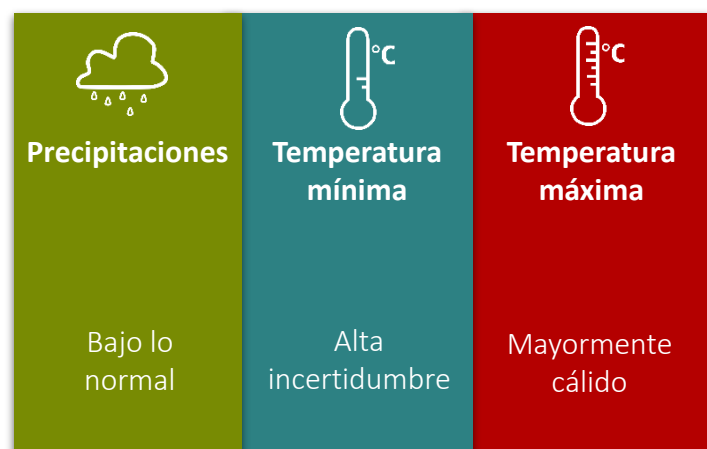 Precipitaciones
Bajo lo
normal
°C
Temperatura
mínima
Alta
incertidumbre
°C
Temperatura
máxima
Mayormente
cálido